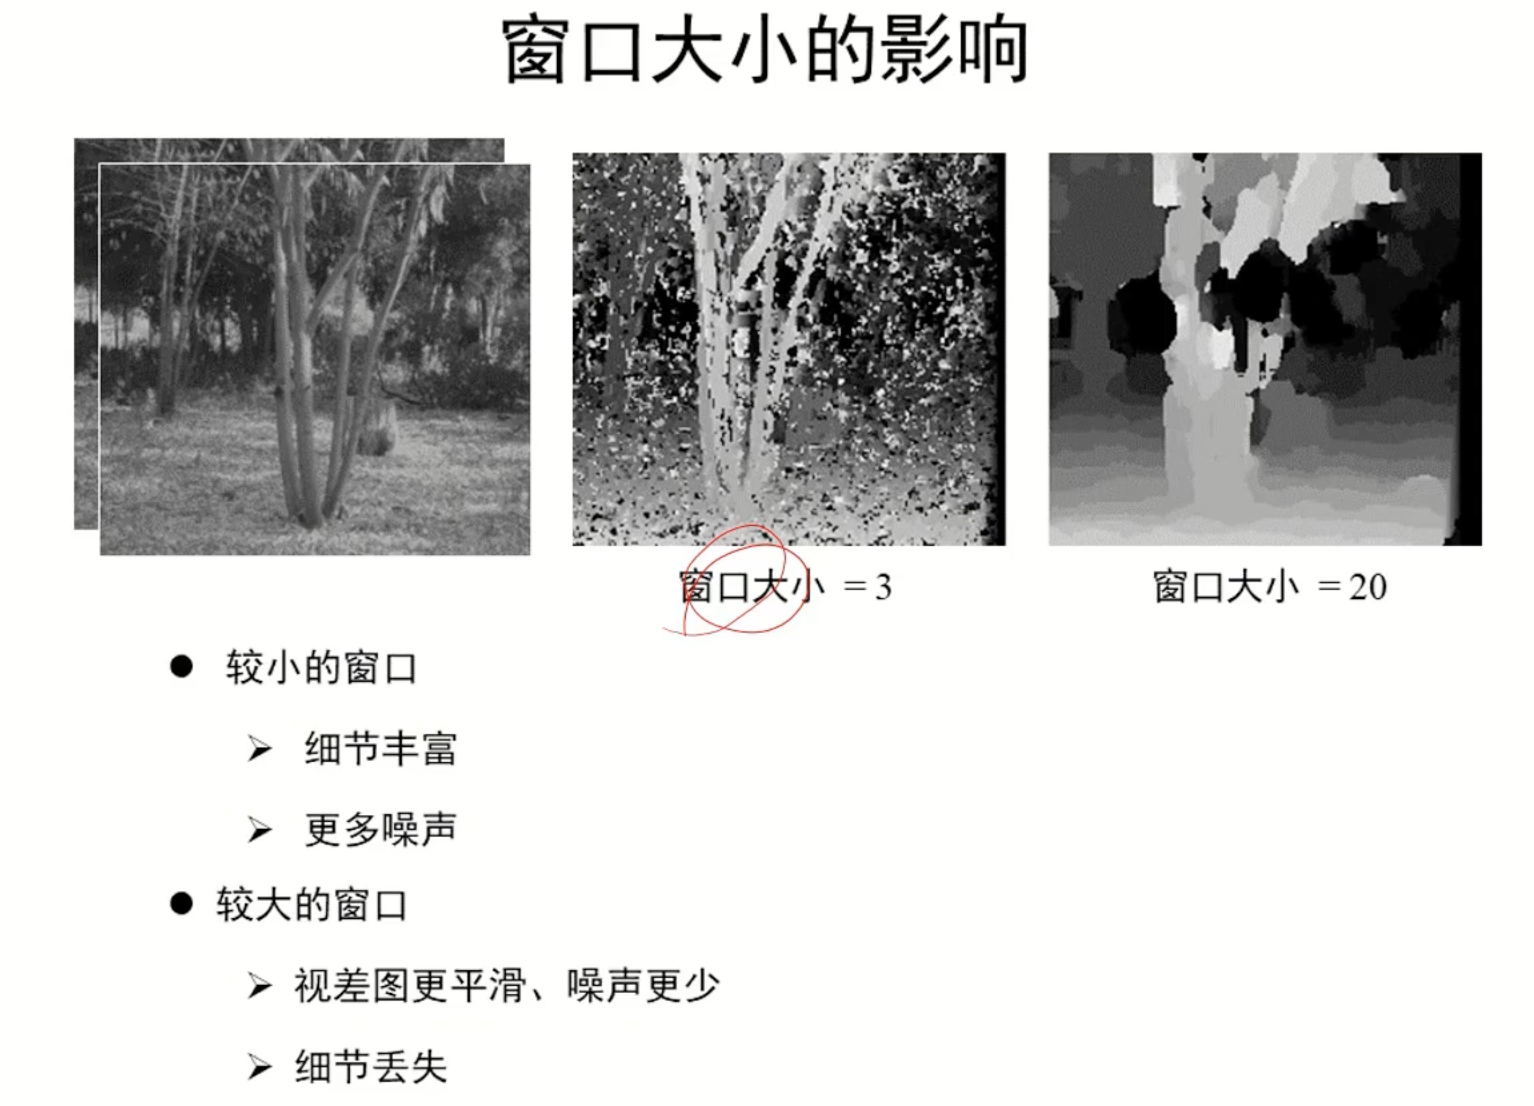 窗口大小的影响
窗口大小 = 3
窗口大小 = 20
● 较小的窗口
➢ 细节丰富
➢ 更多噪声
● 较大的窗口
➢ 视差图更平滑、噪声更少
➢ 细节丢失